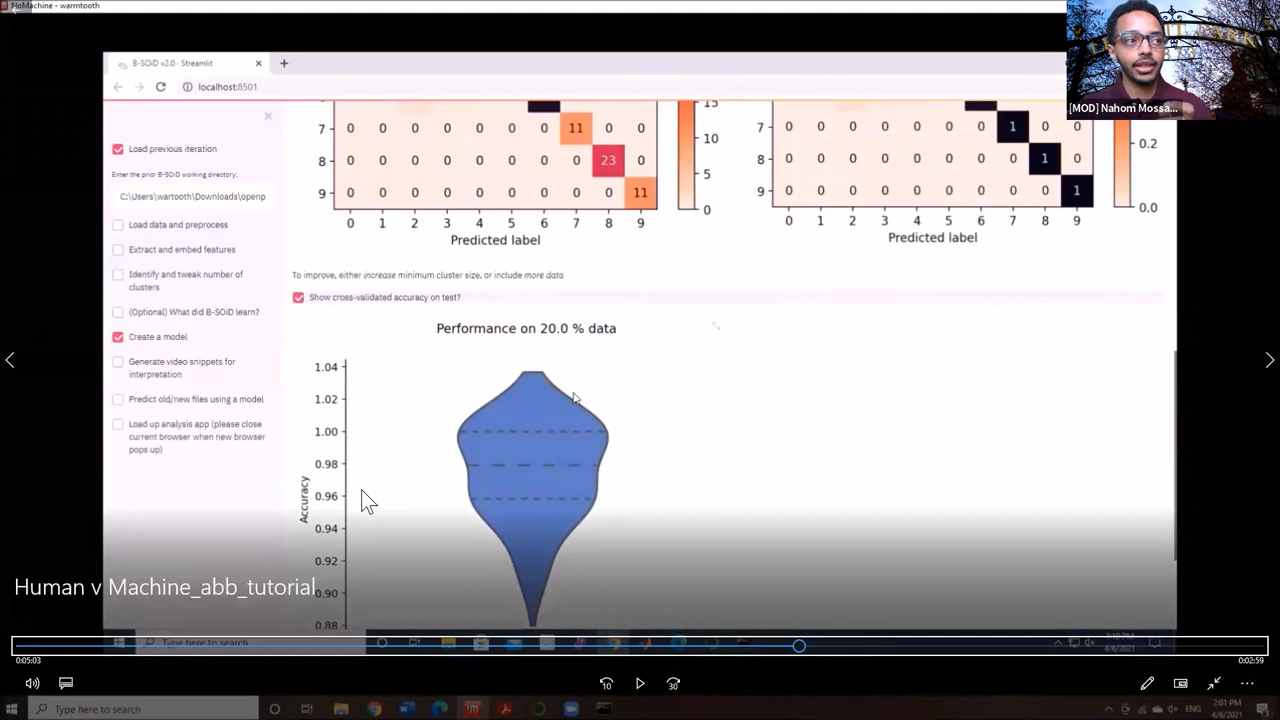 NoMachine - warmtooth
B-SOiD v2.0 · Streamlit
localhost:8501
[MOD] Nahom Mossa...
Load previous iteration
Enter the prior B-SOiD working directory:
C:\Users\wartooth\Downloads\openp
Load data and preprocess
Extract and embed features
Identify and tweak number of
clusters
(Optional) What did B-SOiD learn?
Create a model
Generate video snippets for
interpretation
Predict old/new files using a model
Load up analysis app (please close
current browser when new browser
pops up)
7 0 0 0 0 0 0 0 11 0 0
8 0 0 0 0 0 0 0 0 23 0
9 0 0 0 0 0 0 0 0 0 11
0 1 2 3 4 5 6 7 8 9
Predicted label
15
10
5
0
7 0 0 0 0 0 0 0 1 0 0
8 0 0 0 0 0 0 0 0 1 0
9 0 0 0 0 0 0 0 0 0 1
0 1 2 3 4 5 6 7 8 9
Predicted label
0.2
0.0
To improve, either increase minimum cluster size, or include more data
Show cross-validated accuracy on test?
Performance on 20.0 % data
1.04
1.02
1.00
0.98
0.96
0.94
0.92
0.90
0.88
Accuracy
Human v Machine_abb_tutorial
Type here to search
4/6/2021
0:05:03
0:02:59
10
30
Type here to search
ENG
2:01 PM
4/6/2021